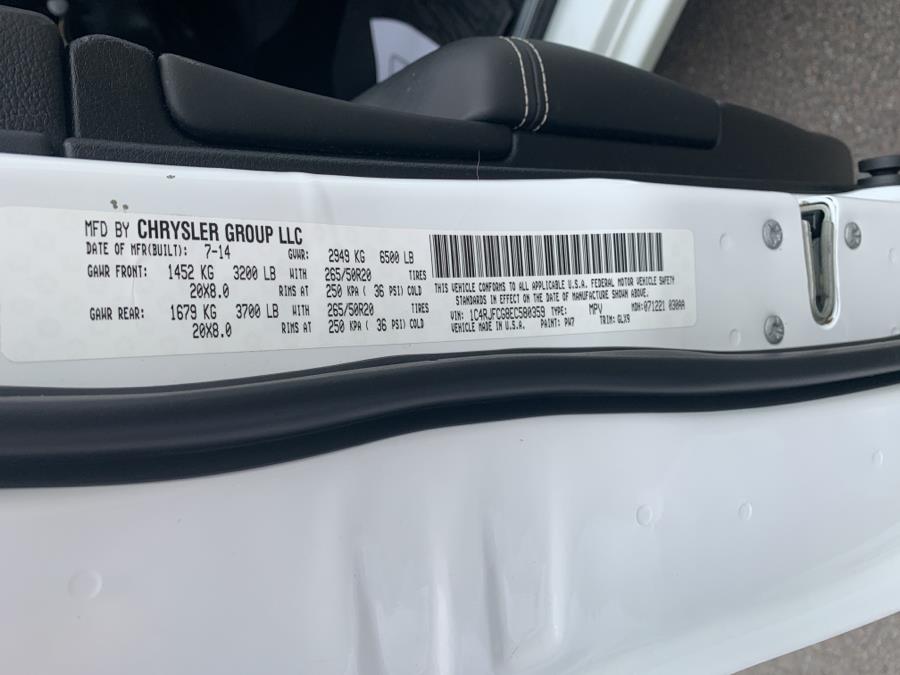 MFD BY CHRYSLER GROUP LLC
DATE OF MFR(BUILT): 7-14 GVWR: 2949 KG 6500 LB
GAWR FRONT: 1452 KG 3200 LB WITH 265/50R20 TIRES
20X8.0 RIMS AT 250 KPA ( 36 PSI) COLD
GAWR REAR: 1679 KG 3700 LB WITH 265/50R20 TIRES
20X8.0 RIMS AT 250 KPA ( 36 PSI) COLD
THIS VEHICLE CONFORMS TO ALL APPLICABLE U.S.A. FEDERAL MOTOR VEHICLE SAFETY
STANDARDS IN EFFECT ON THE DATE OF MANUFACTURE SHOWN ABOVE.
VIN: 1C4RJFCG8EC580359 TYPE: MPV MDH: 071221 030AA
VEHICLE MADE IN U.S.A. PAINT: PW7 TRIM: GLX9